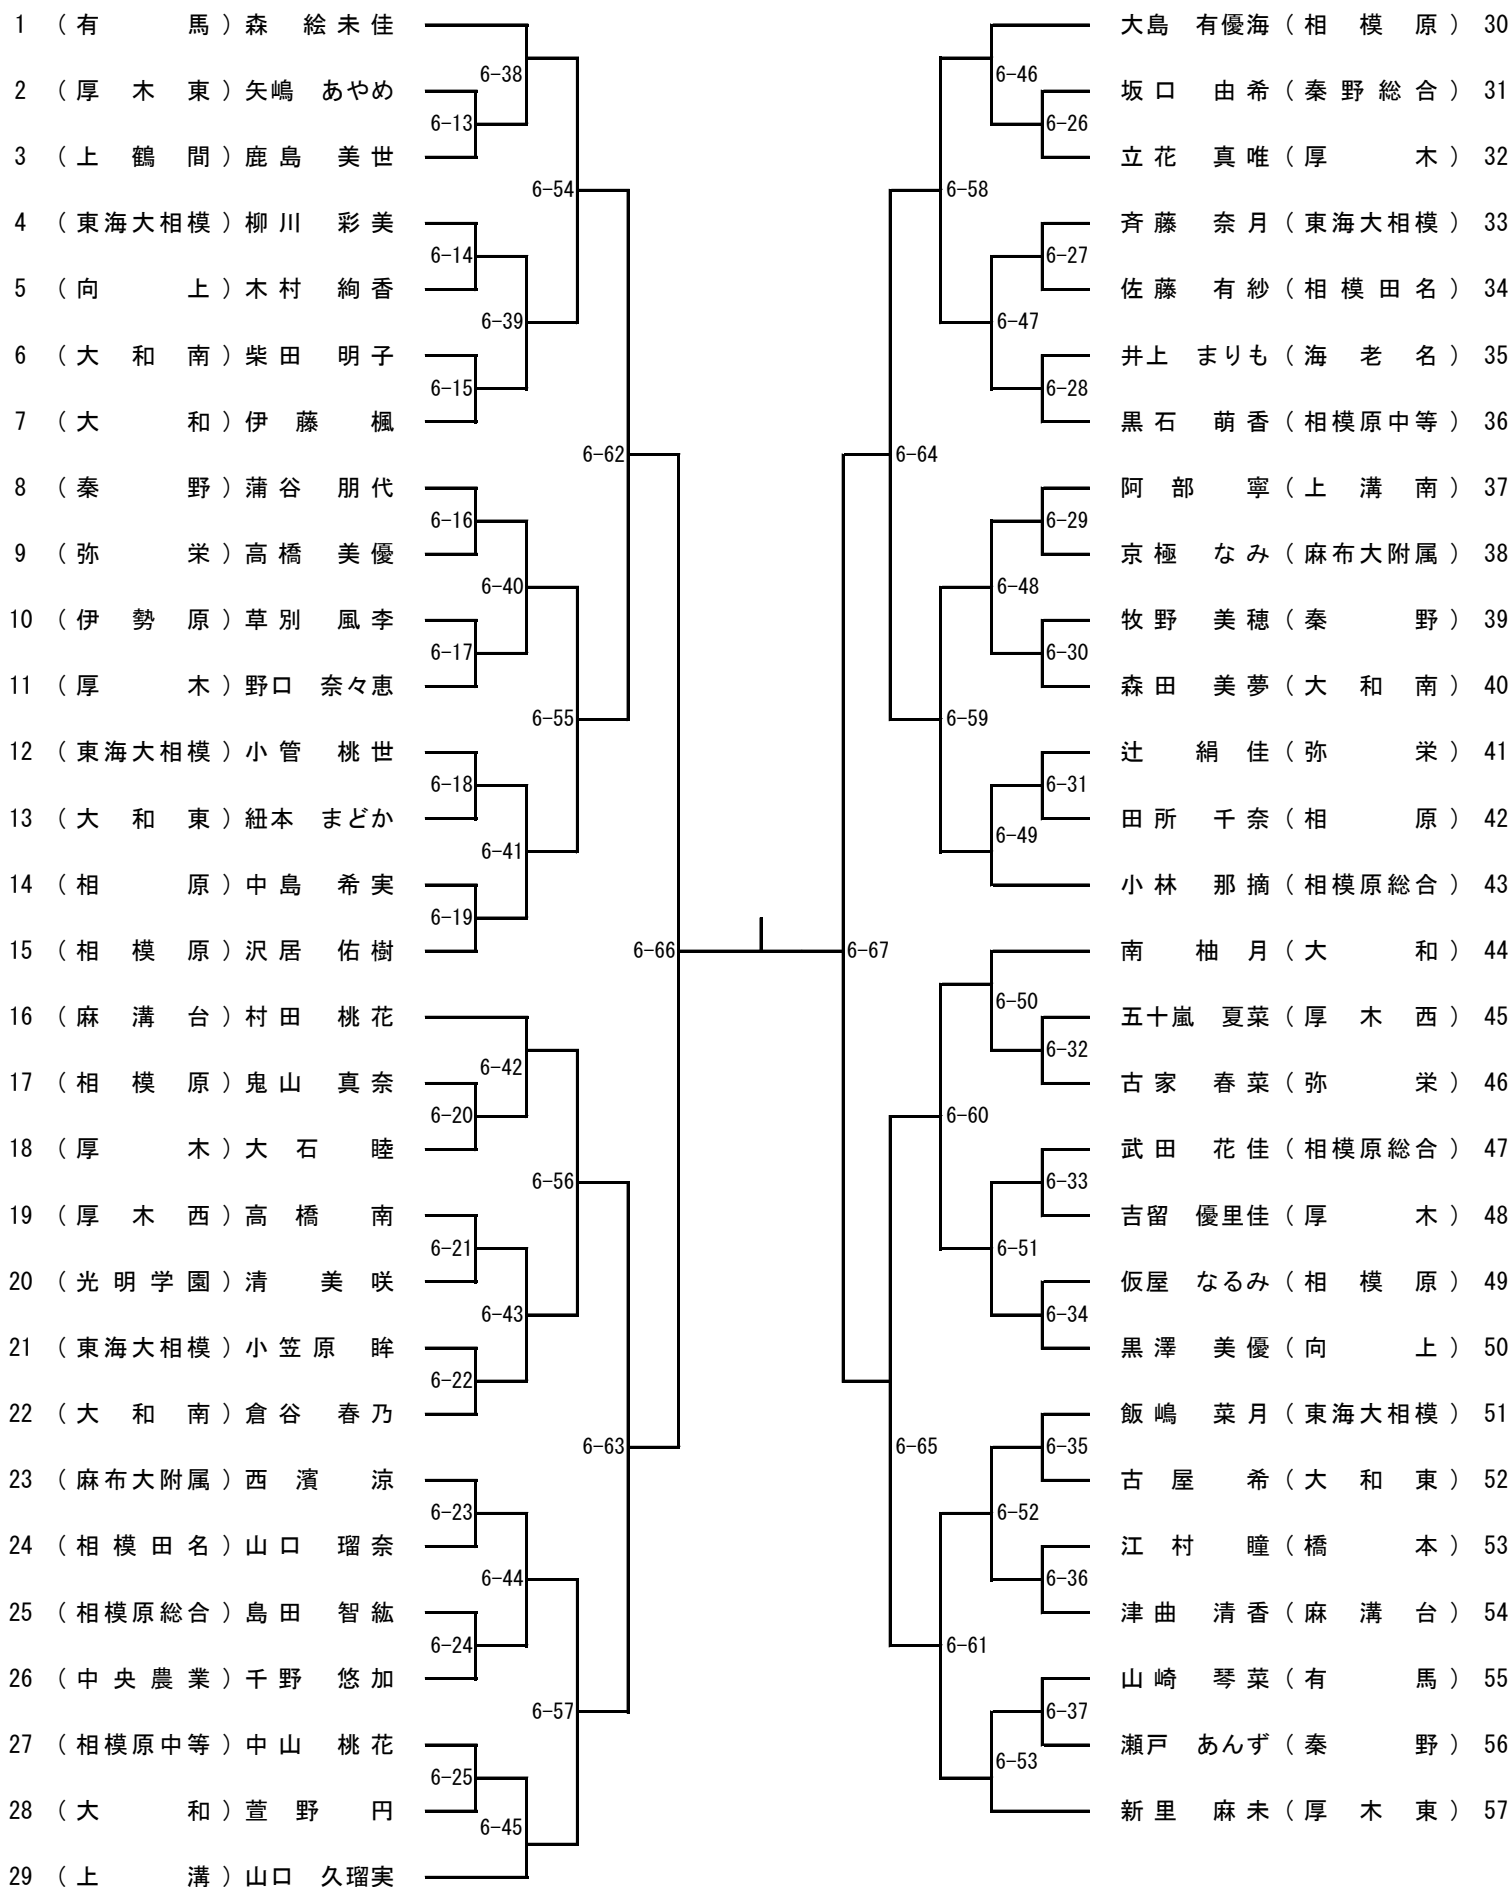 1 （有馬）森 絵未佳
6-38
2 （厚木東）矢嶋 あやめ
6-13
3 （上鶴間）鹿島 美世
6-54
4 （東海大相模）柳川 彩美
6-14
5 （向上）木村 絢香
6-39
6 （大和南）柴田 明子
6-15
7 （大和）伊藤 楓
6-62
8 （秦野）蒲谷 朋代
6-16
9 （弥栄）高橋 美優
6-40
10 （伊勢原）草別 風李
6-17
11 （厚木）野口 奈々恵
6-55
12 （東海大相模）小管 桃世
6-18
13 （大和東）紐本 まどか
6-41
14 （相原）中島 希実
6-19
15 （相模原）沢居 佑樹
6-66
16 （麻溝台）村田 桃花
6-42
17 （相模原）鬼山 真奈
6-20
18 （厚木）大石 睦
6-56
19 （厚木西）高橋 南
6-21
20 （光明学園）清 美咲
6-43
21 （東海大相模）小笠原 眸
6-22
22 （大和南）倉谷 春乃
6-63
23 （麻布大附属）西濱 涼
6-23
24 （相模田名）山口 瑠奈
6-44
25 （相模原総合）島田 智紘
6-24
26 （中央農業）千野 悠加
6-57
27 （相模原中等）中山 桃花
6-25
28 （大和）萱野 円
6-45
29 （上溝）山口 久瑠実
大島 有優海（相模原）30
6-46
坂口 由希（秦野総合）31
6-26
立花 真唯（厚木）32
6-58
斉藤 奈月（東海大相模）33
6-27
佐藤 有紗（相模田名）34
6-47
井上 まりも（海老名）35
6-28
黒石 萌香（相模原中等）36
6-64
阿部 寧（上溝南）37
6-29
京極 なみ（麻布大附属）38
6-48
牧野 美穂（秦野）39
6-30
森田 美夢（大和南）40
6-59
辻 絹佳（弥栄）41
6-31
田所 千奈（相原）42
6-49
小林 那摘（相模原総合）43
6-67
南 柚月（大和）44
6-50
五十嵐 夏菜（厚木西）45
6-32
古家 春菜（弥栄）46
6-60
武田 花佳（相模原総合）47
6-33
吉留 優里佳（厚木）48
6-51
仮屋 なるみ（相模原）49
6-34
黒澤 美優（向上）50
飯嶋 菜月（東海大相模）51
6-65
6-35
古屋 希（大和東）52
6-52
江村 瞳（橋本）53
6-36
津曲 清香（麻溝台）54
6-61
山崎 琴菜（有馬）55
6-37
瀬戸 あんず（秦野）56
6-53
新里 麻未（厚木東）57